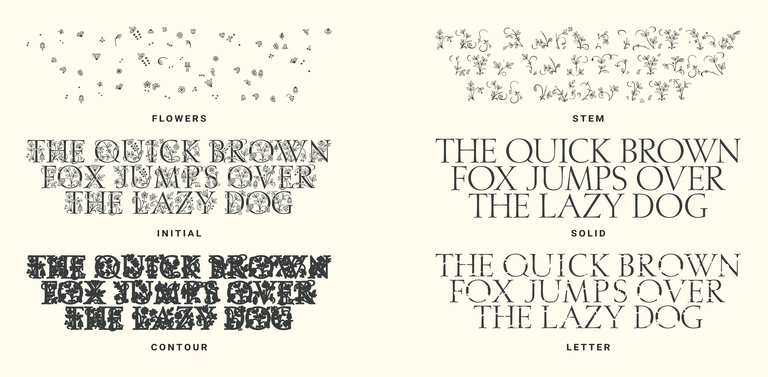 FLOWERS
STEM
THE QUICK BROWN
FOX JUMPS OVER
THE LAZY DOG
INITIAL
THE QUICK BROWN
FOX JUMPS OVER
THE LAZY DOG
SOLID
THE QUICK BROWN
FOX JUMPS OVER
THE LAZY DOG
CONTOUR
THE QUICK BROWN
FOX JUMPS OVER
THE LAZY DOG
LETTER